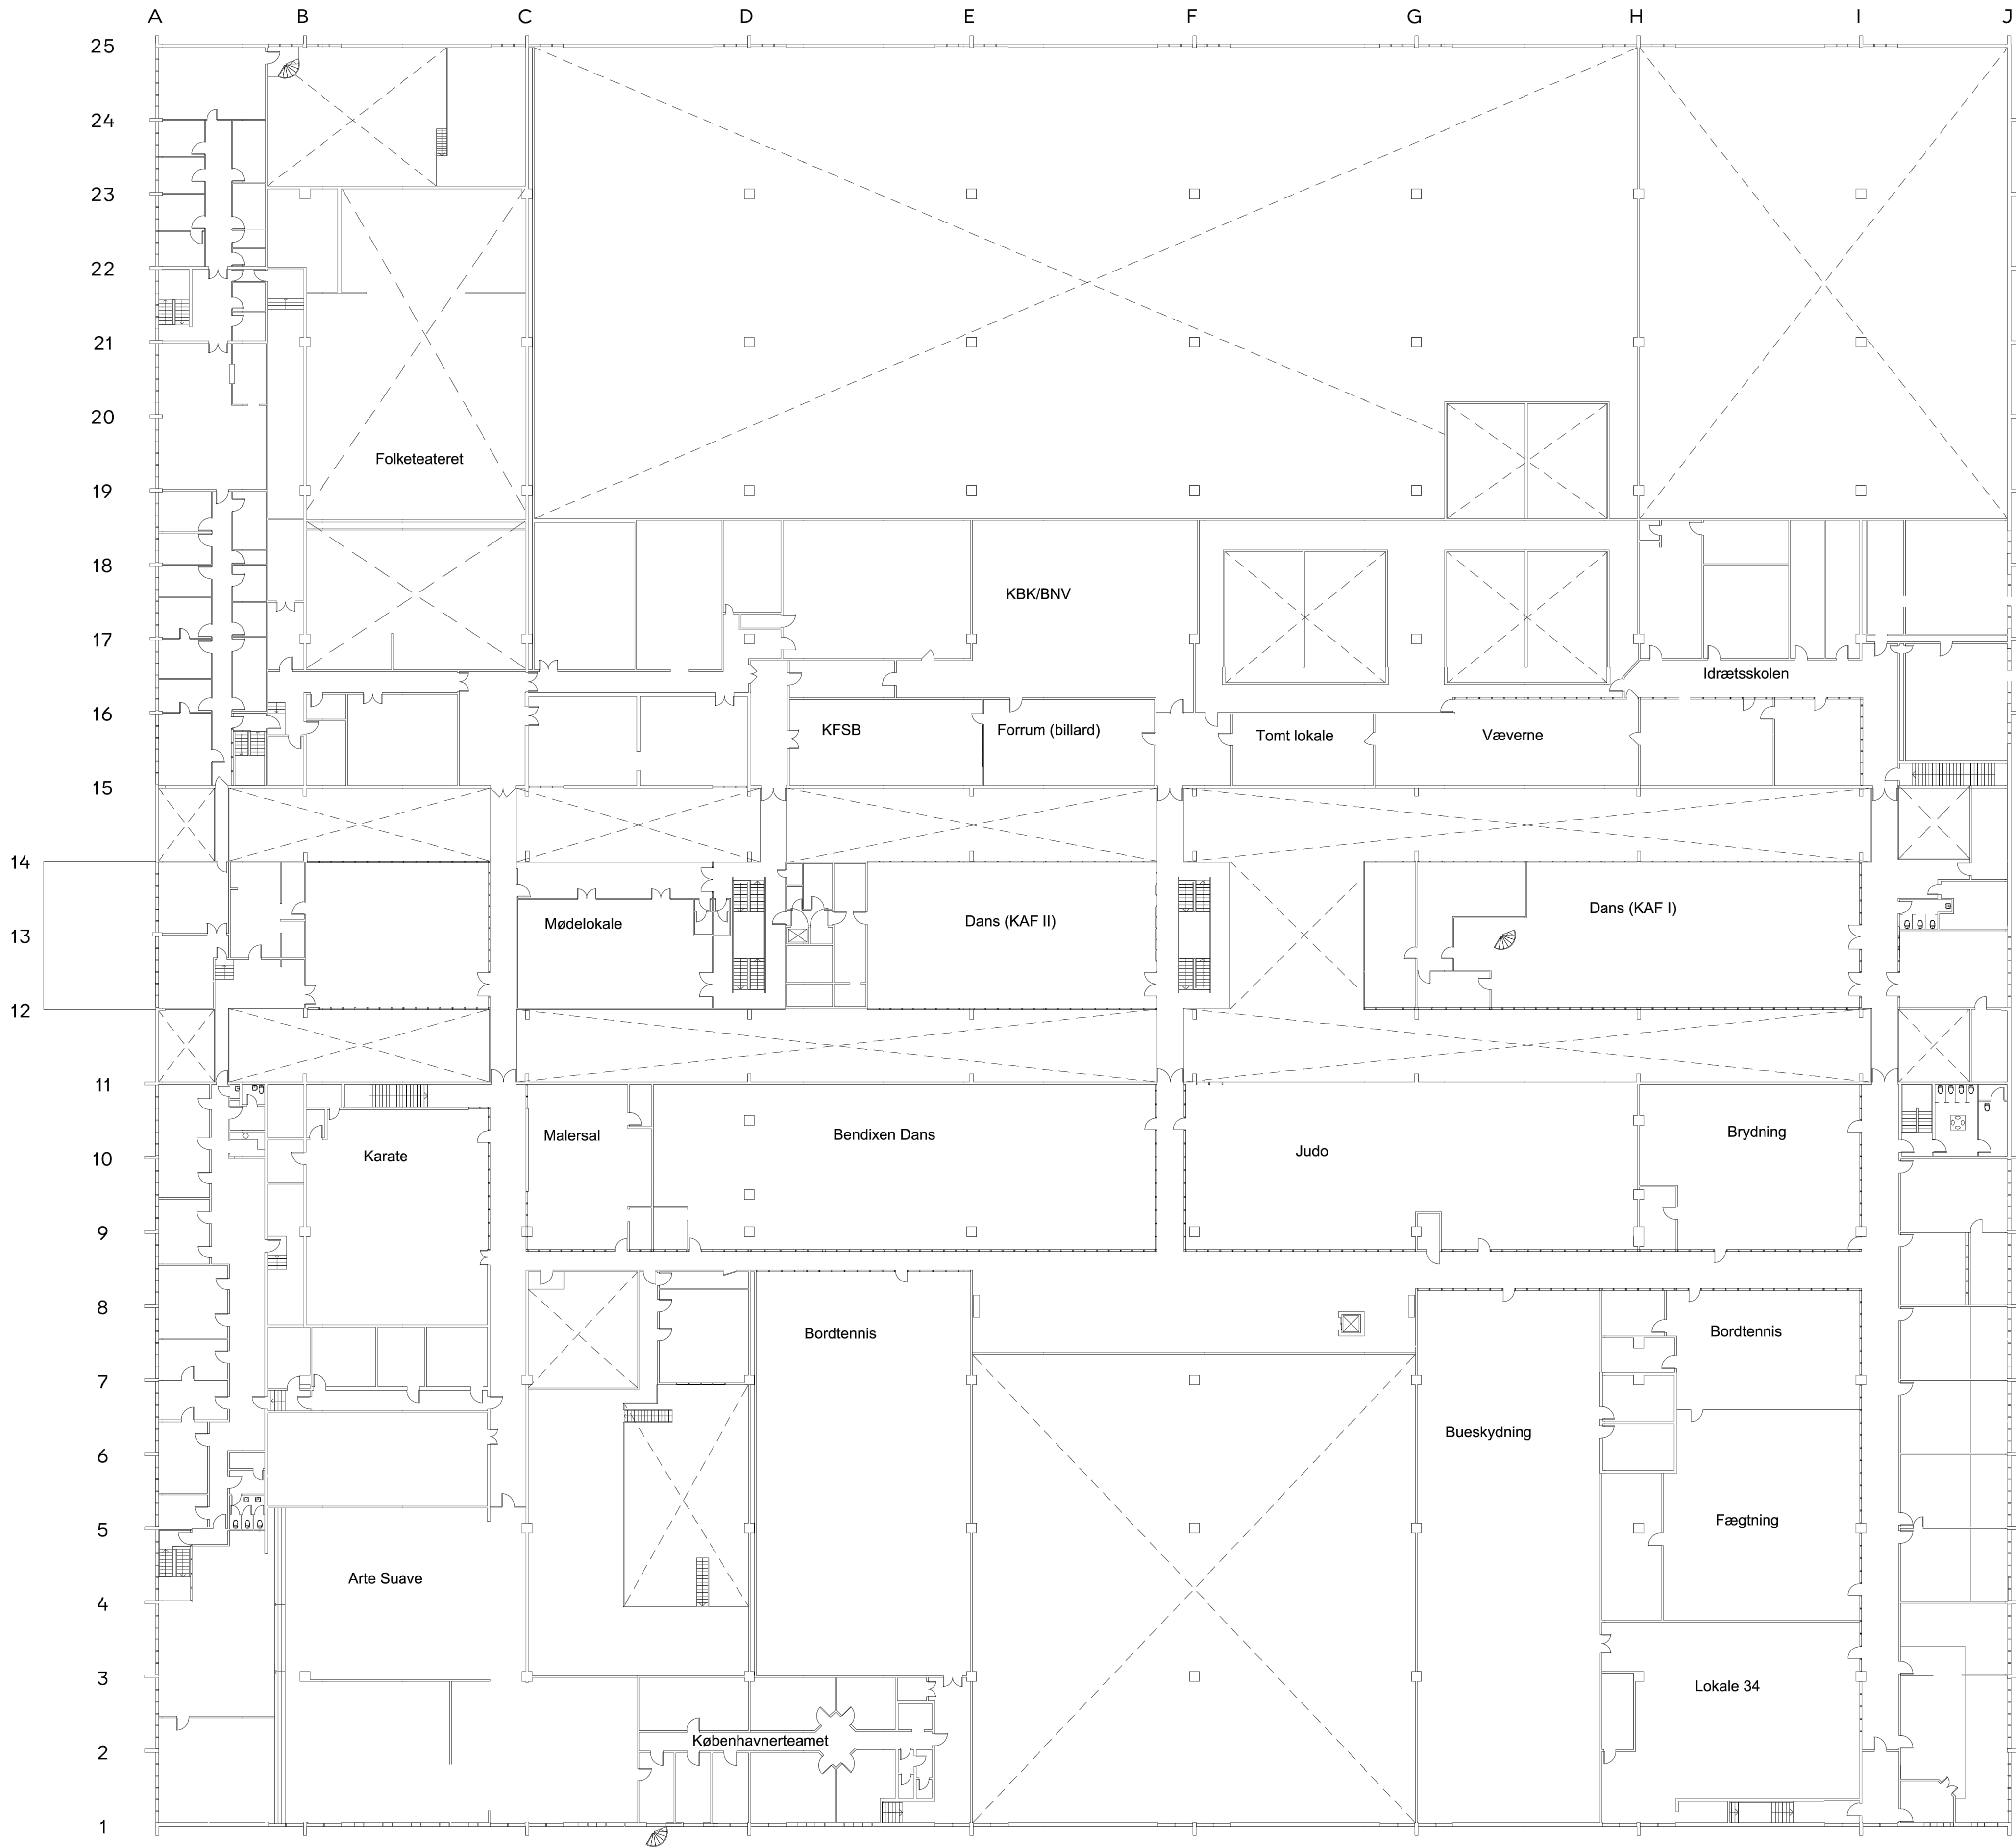 A B C D E F G H I J
25
24
23
22
21
20
Folketeateret
19
18
KBK/BNV
17
Idrætsskolen
16
KFSB Forrum (billard) Tomt lokale Væverne
15
14
Mødelokale Dans (KAF II) Dans (KAF I)
13
12
11
Malersal Bendixen Dans Brydning
Karate Judo
10
9
8
Bordtennis Bordtennis
7
Bueskydning
6
Fægtning
5
Arte Suave
4
3
Lokale 34
Københavnerteamet
2
1